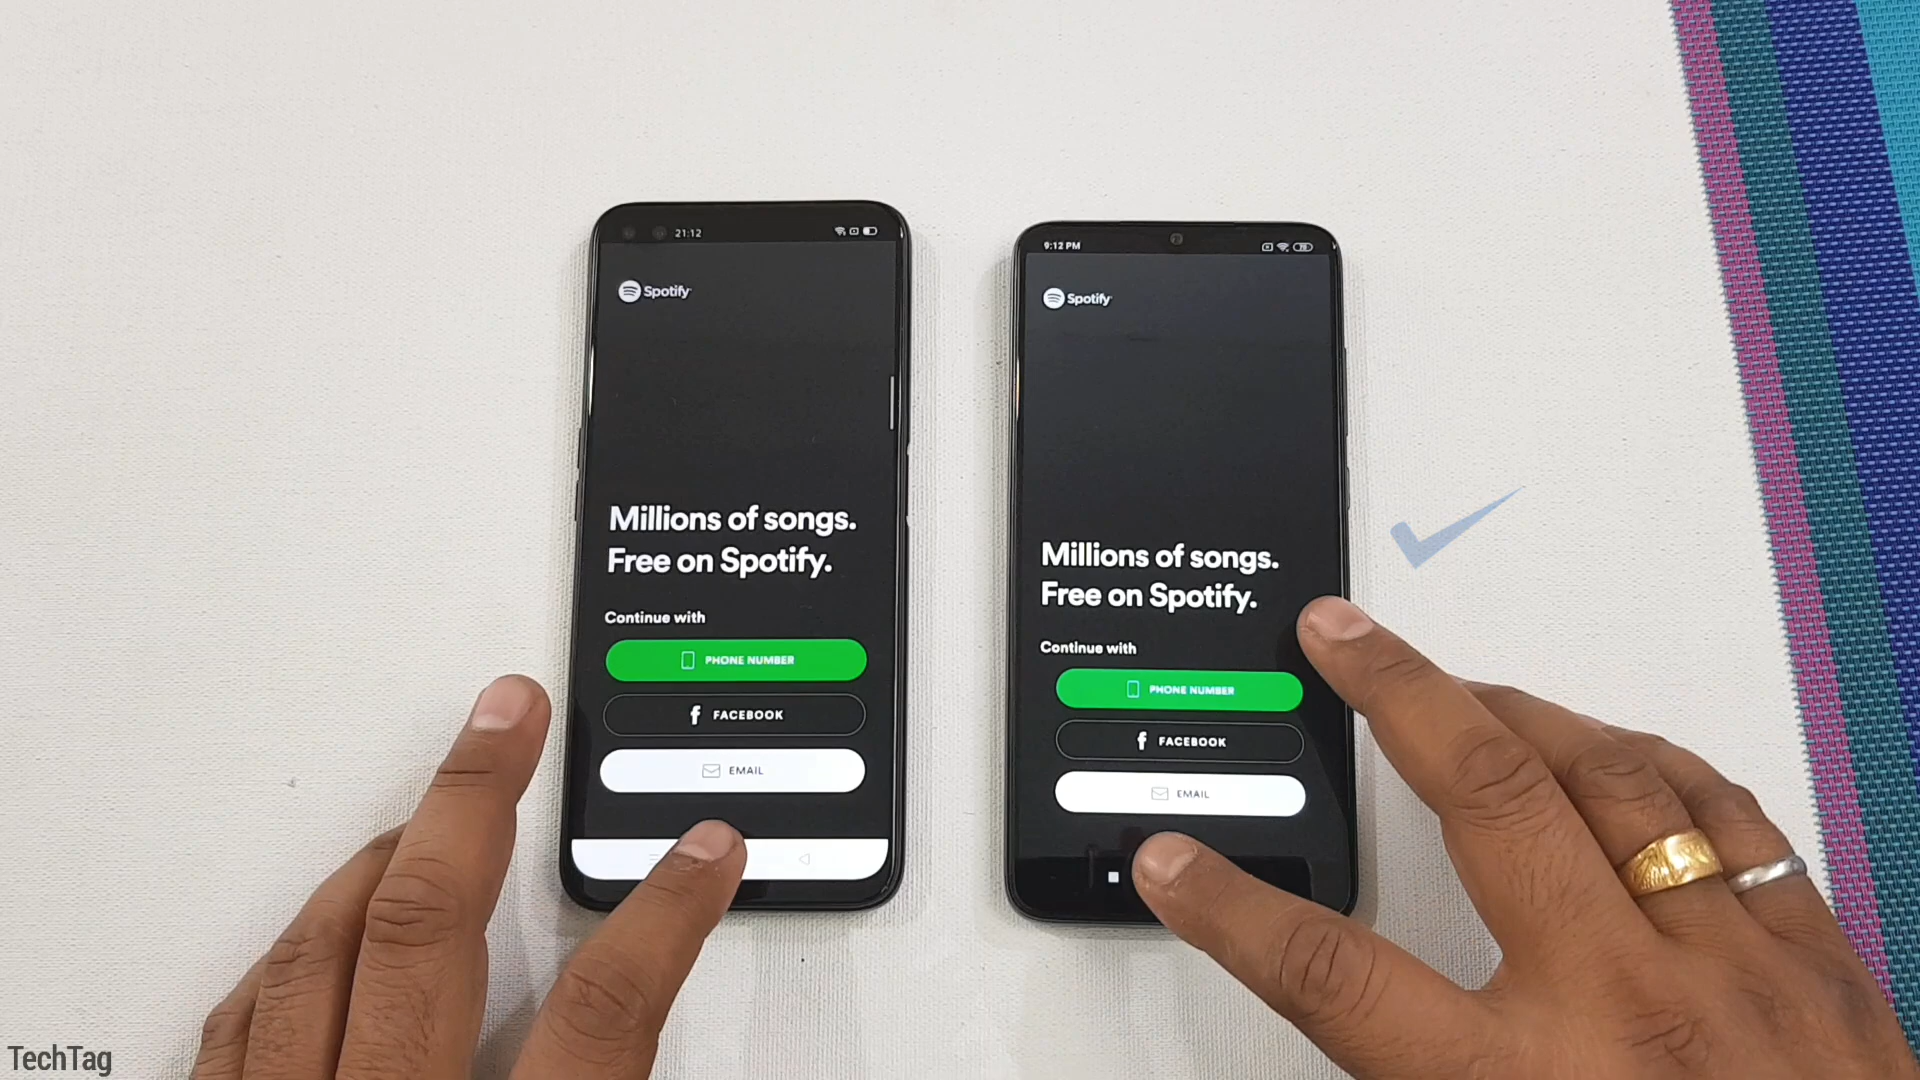 21:12
Spotify
Millions of songs.
Free on Spotify.
Continue with
PHONE NUMBER
FACEBOOK
EMAIL
9:12 PM
70
Spotify
Millions of songs.
Free on Spotify.
Continue with
PHONE NUMBER
FACEBOOK
EMAIL
TechTag